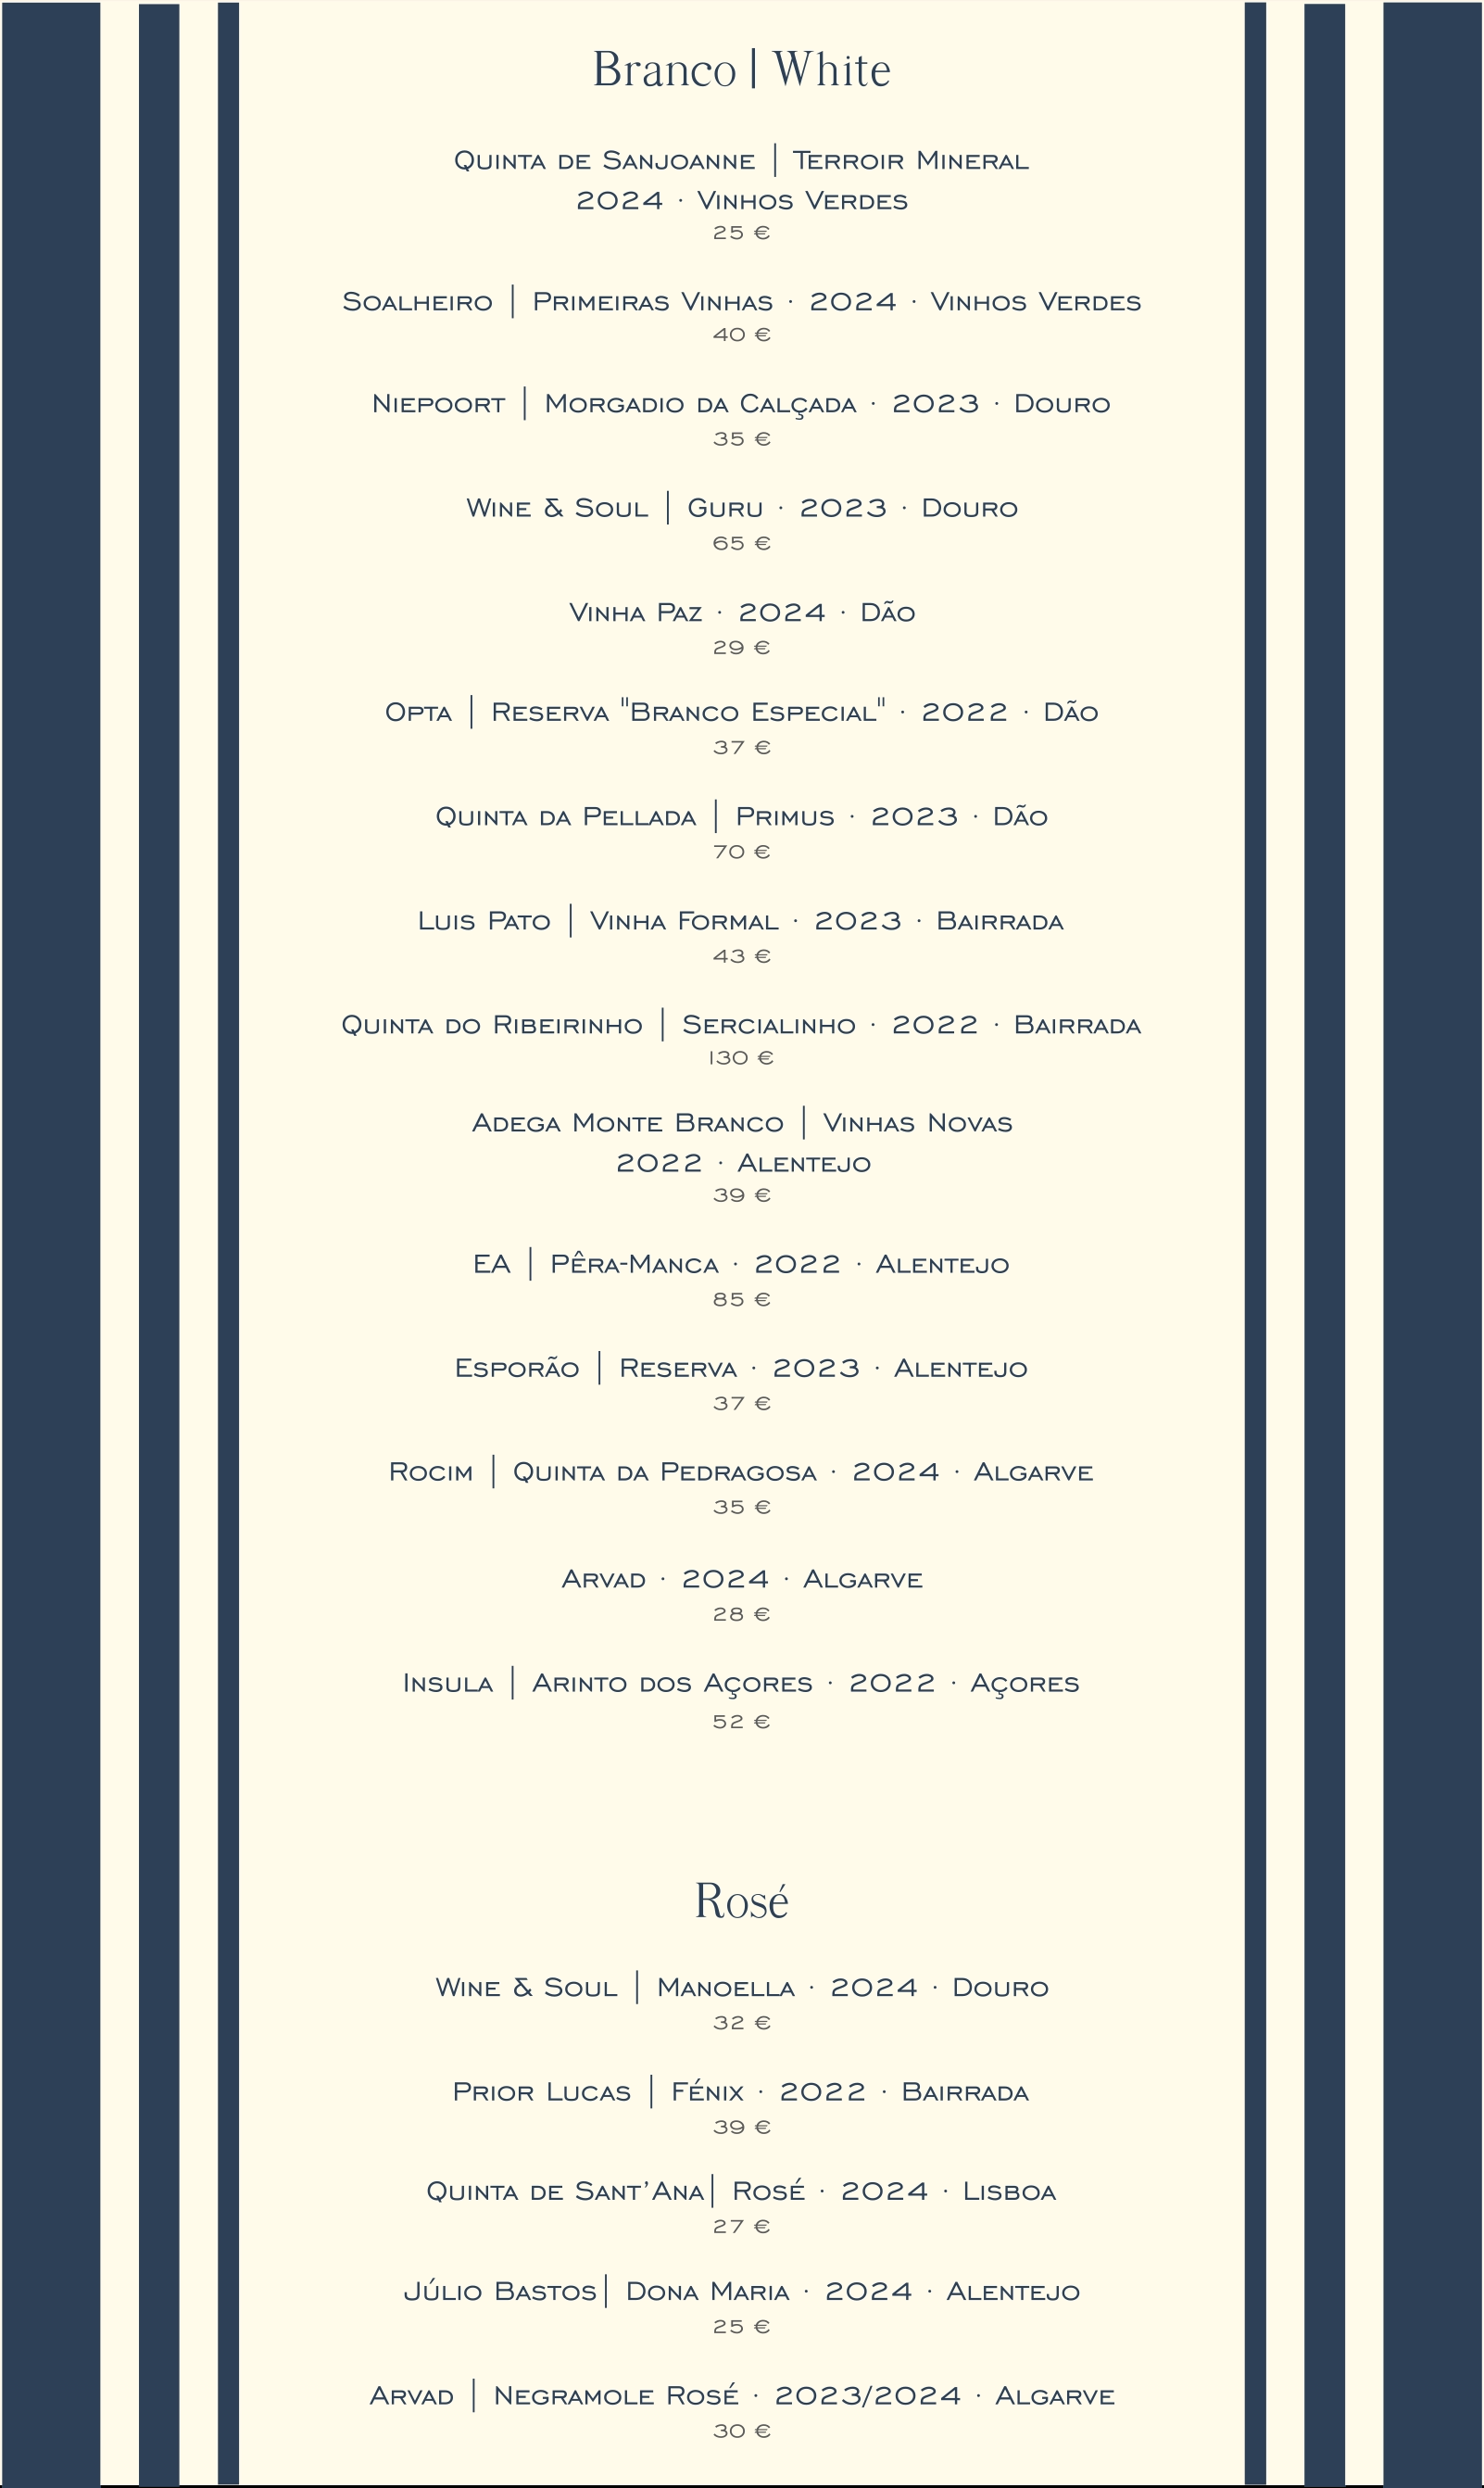 Branco | White
Quinta de Sanjoanne | Terroir Mineral
2024 · Vinhos Verdes
25 €
Soalheiro | Primeiras Vinhas · 2024 · Vinhos Verdes
40 €
Niepoort | Morgadio da Calçada · 2023 · Douro
35 €
Wine & Soul | Guru · 2023 · Douro
65 €
Vinha Paz · 2024 · Dão
29 €
Opta | Reserva "Branco Especial" · 2022 · Dão
37 €
Quinta da Pellada | Primus · 2023 · Dão
70 €
Luis Pato | Vinha Formal · 2023 · Bairrada
43 €
Quinta do Ribeirinho | Sercialinho · 2022 · Bairrada
130 €
Adega Monte Branco | Vinhas Novas
2022 · Alentejo
39 €
EA | Pêra-Manca · 2022 · Alentejo
85 €
Esporão | Reserva · 2023 · Alentejo
37 €
Rocim | Quinta da Pedragosa · 2024 · Algarve
35 €
Arvad · 2024 · Algarve
28 €
Insula | Arinto dos Açores · 2022 · Açores
52 €
Rosé
Wine & Soul | Manoella · 2024 · Douro
32 €
Prior Lucas | Fénix · 2022 · Bairrada
39 €
Quinta de Sant’Ana| Rosé · 2024 · Lisboa
27 €
Júlio Bastos| Dona Maria · 2024 · Alentejo
25 €
Arvad | Negramole Rosé · 2023/2024 · Algarve
30 €